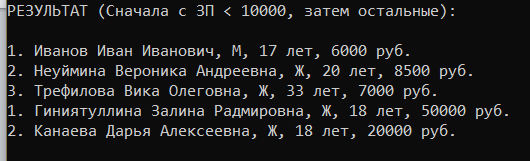 РЕЗУЛЬТАТ (Сначала с ЗП < 10000, затем остальные):
1. Иванов Иван Иванович, М, 17 лет, 6000 руб.
2. Неуймина Вероника Андреевна, Ж, 20 лет, 8500 руб.
3. Трефилова Вика Олеговна, Ж, 33 лет, 7000 руб.
1. Гиниятуллина Залина Радмировна, Ж, 18 лет, 50000 руб.
2. Канаева Дарья Алексеевна, Ж, 18 лет, 20000 руб.